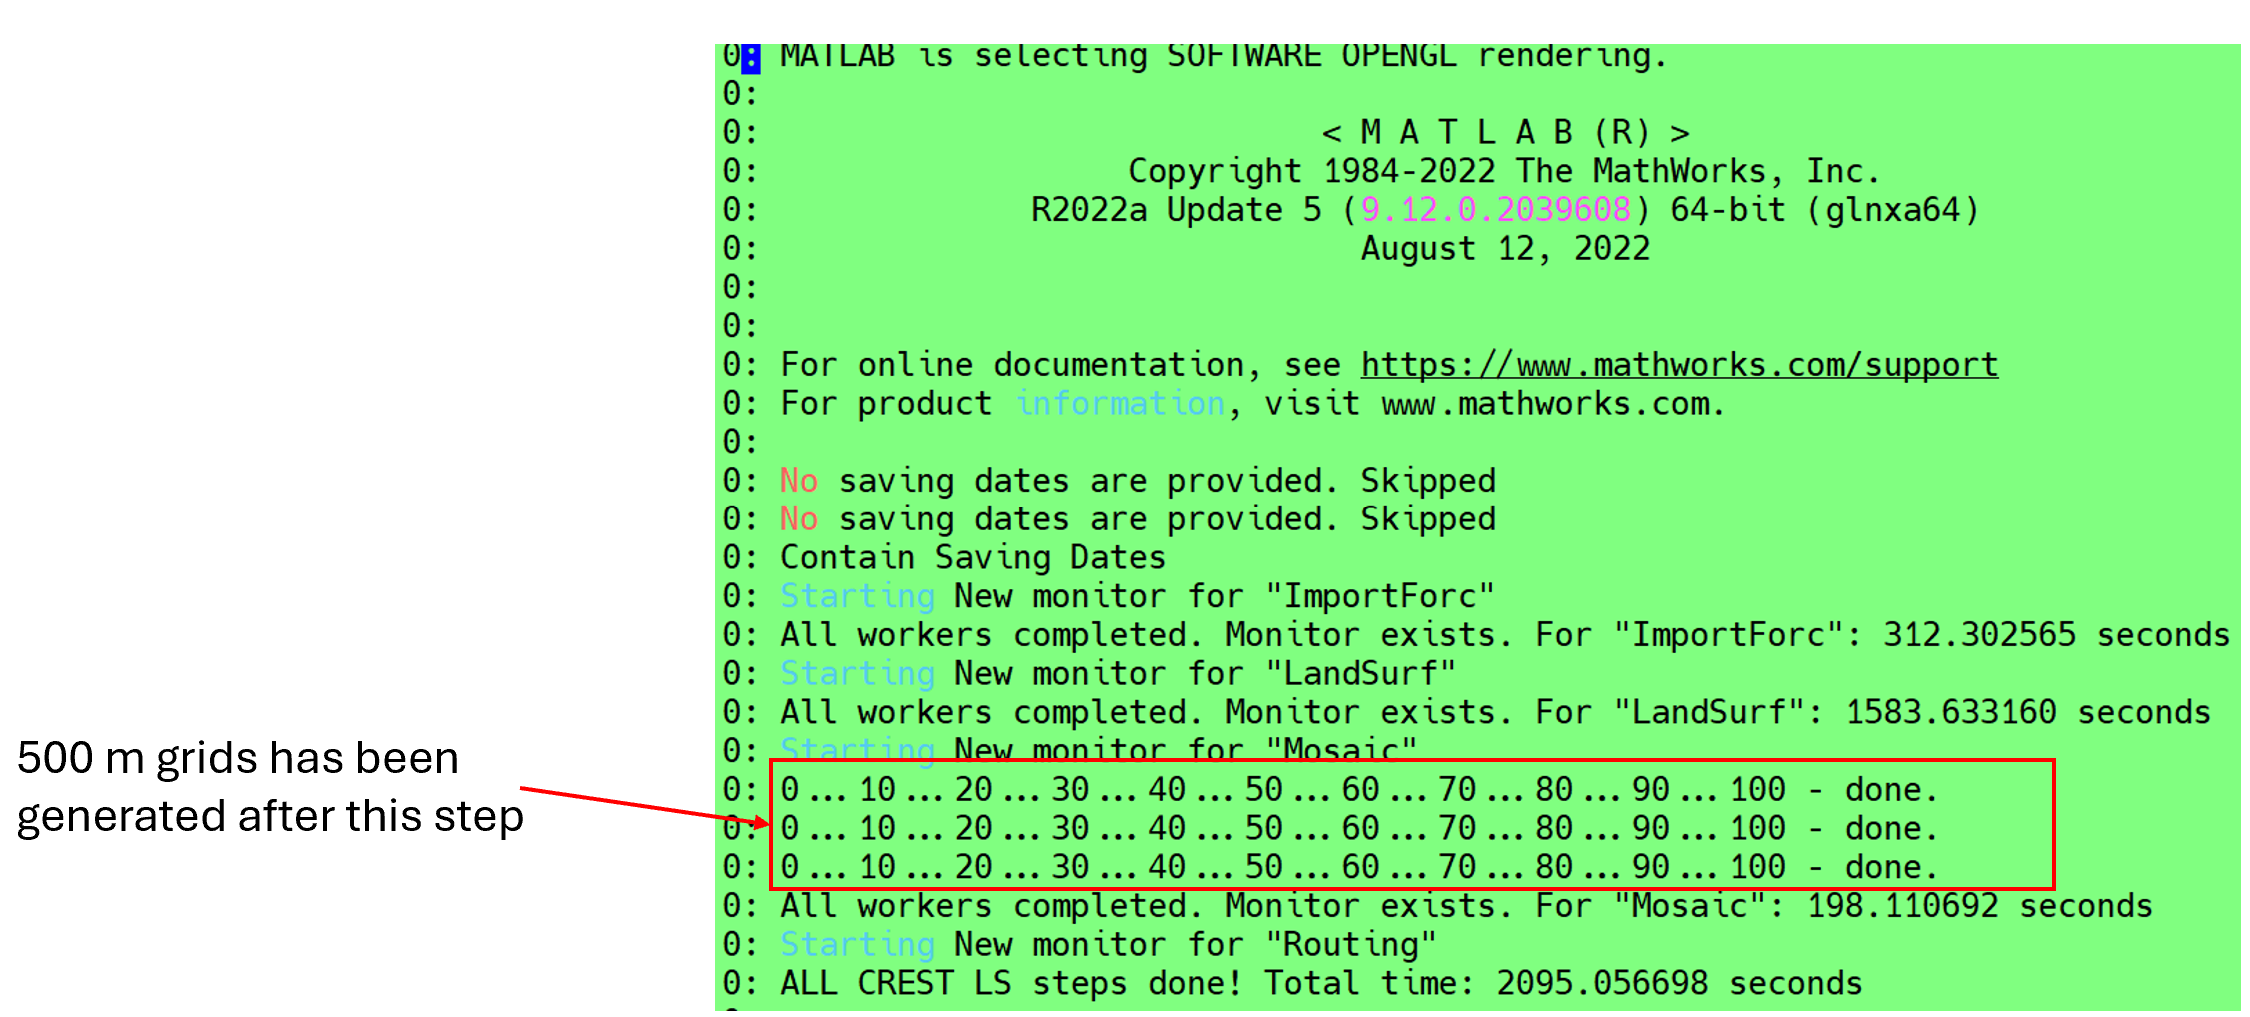 0: MATLAB is selecting SOFTWARE OPENGL rendering.
0:
0: < M A T L A B (R) >
0: Copyright 1984-2022 The MathWorks, Inc.
0: R2022a Update 5 (9.12.0.2039608) 64-bit (glnxa64)
0: August 12, 2022
0:
0:
0: For online documentation, see https://www.mathworks.com/support
0: For product information, visit www.mathworks.com.
0:
0: No saving dates are provided. Skipped
0: No saving dates are provided. Skipped
0: Contain Saving Dates
0: Starting New monitor for "ImportForc"
0: All workers completed. Monitor exists. For "ImportForc": 312.302565 seconds
0: Starting New monitor for "LandSurf"
0: All workers completed. Monitor exists. For "LandSurf": 1583.633160 seconds
0: Starting New monitor for "Mosaic"
0: 0...10...20...30...40...50...60...70...80...90...100 - done.
0: 0...10...20...30...40...50...60...70...80...90...100 - done.
0: 0...10...20...30...40...50...60...70...80...90...100 - done.
0: All workers completed. Monitor exists. For "Mosaic": 198.110692 seconds
0: Starting New monitor for "Routing"
0: ALL CREST LS steps done! Total time: 2095.056698 seconds
500 m grids has been
generated after this step